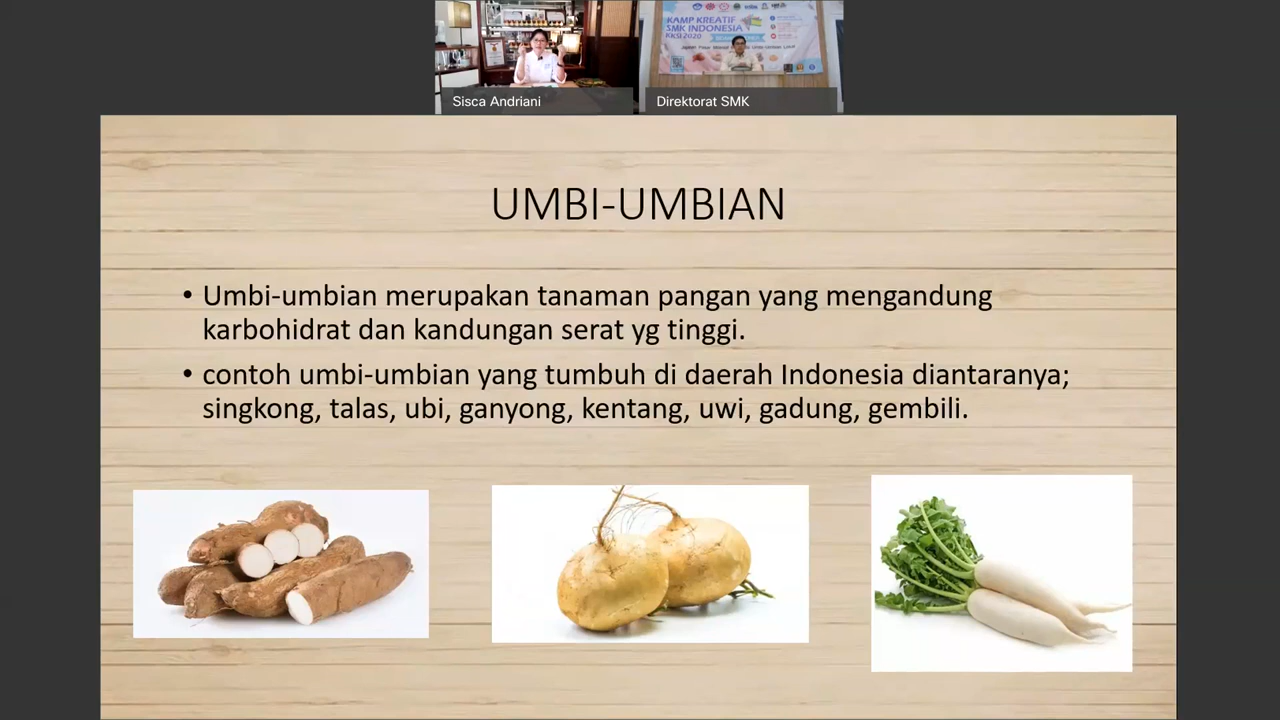 KAMP KREATIF
SMK INDONESIA
KKSI 2020
Sisca Andriani
Direktorat SMK
UMBI-UMBIAN
• Umbi-umbian merupakan tanaman pangan yang mengandung
karbohidrat dan kandungan serat yg tinggi.
• contoh umbi-umbian yang tumbuh di daerah Indonesia diantaranya;
singkong, talas, ubi, ganyong, kentang, uwi, gadung, gembili.